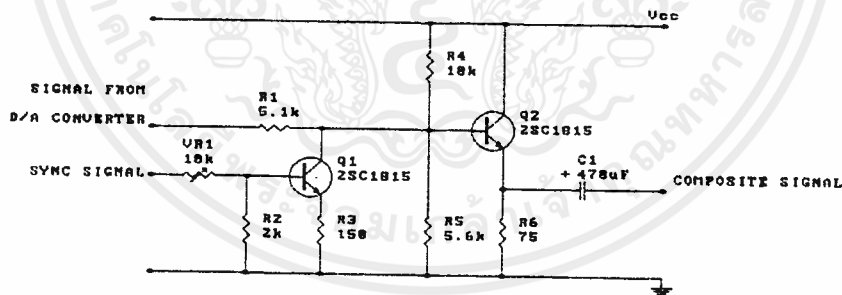 Vcc
R4
10k
SIGNAL FROM
D/A CONVERTER
R1
5.1k
Q2
2SC1815
VR1
10k
SYNC SIGNAL
Q1
2SC1815
C1
+ 470uF
COMPOSITE SIGNAL
R2
2k
R3
150
R5
5.6k
R6
75